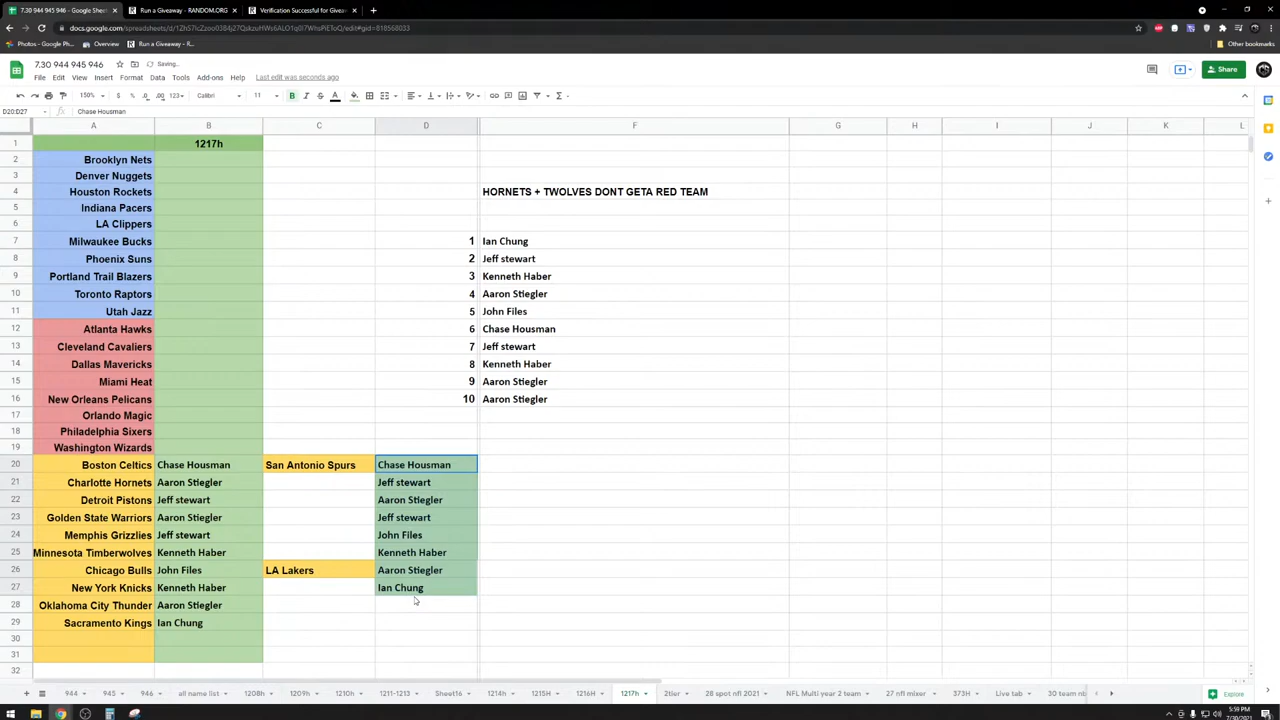 7.30 944 945 946 - Google Sheet
Run a Giveaway - RANDOM.ORG
Verification Successful for Givea
Photos - Google Ph...
Overview
Run a Giveaway - R...
Other bookmarks
7.30 944 945 946
Saving...
File Edit View Insert Format Data Tools Add-ons Help Last edit was seconds ago
Share
150% $ % .0 .00 123 Calibri 11 B I S A
D20:D27 fx Chase Housman
A B C D F G H I J K L
1 1217h
2 Brooklyn Nets
3 Denver Nuggets
4 Houston Rockets HORNETS + TWOLVES DONT GETA RED TEAM
5 Indiana Pacers
6 LA Clippers
7 Milwaukee Bucks 1 Ian Chung
8 Phoenix Suns 2 Jeff stewart
9 Portland Trail Blazers 3 Kenneth Haber
10 Toronto Raptors 4 Aaron Stiegler
11 Utah Jazz 5 John Files
12 Atlanta Hawks 6 Chase Housman
13 Cleveland Cavaliers 7 Jeff stewart
14 Dallas Mavericks 8 Kenneth Haber
15 Miami Heat 9 Aaron Stiegler
16 New Orleans Pelicans 10 Aaron Stiegler
17 Orlando Magic
18 Philadelphia Sixers
19 Washington Wizards
20 Boston Celtics Chase Housman San Antonio Spurs Chase Housman
21 Charlotte Hornets Aaron Stiegler Jeff stewart
22 Detroit Pistons Jeff stewart Aaron Stiegler
23 Golden State Warriors Aaron Stiegler Jeff stewart
24 Memphis Grizzlies Jeff stewart John Files
25 Minnesota Timberwolves Kenneth Haber Kenneth Haber
26 Chicago Bulls John Files LA Lakers Aaron Stiegler
27 New York Knicks Kenneth Haber Ian Chung
28 Oklahoma City Thunder Aaron Stiegler
29 Sacramento Kings Ian Chung
30
31
32
944 945 946 all name list 1208h 1209h 1210h 1211-1213 Sheet16 1214h 1215H 1216H 1217h 2tier 28 spot nfl 2021 NFL Multi year 2 team 27 nfl mixer 373H Live tab 30 team nb
Explore
5:59 PM
7/30/2021